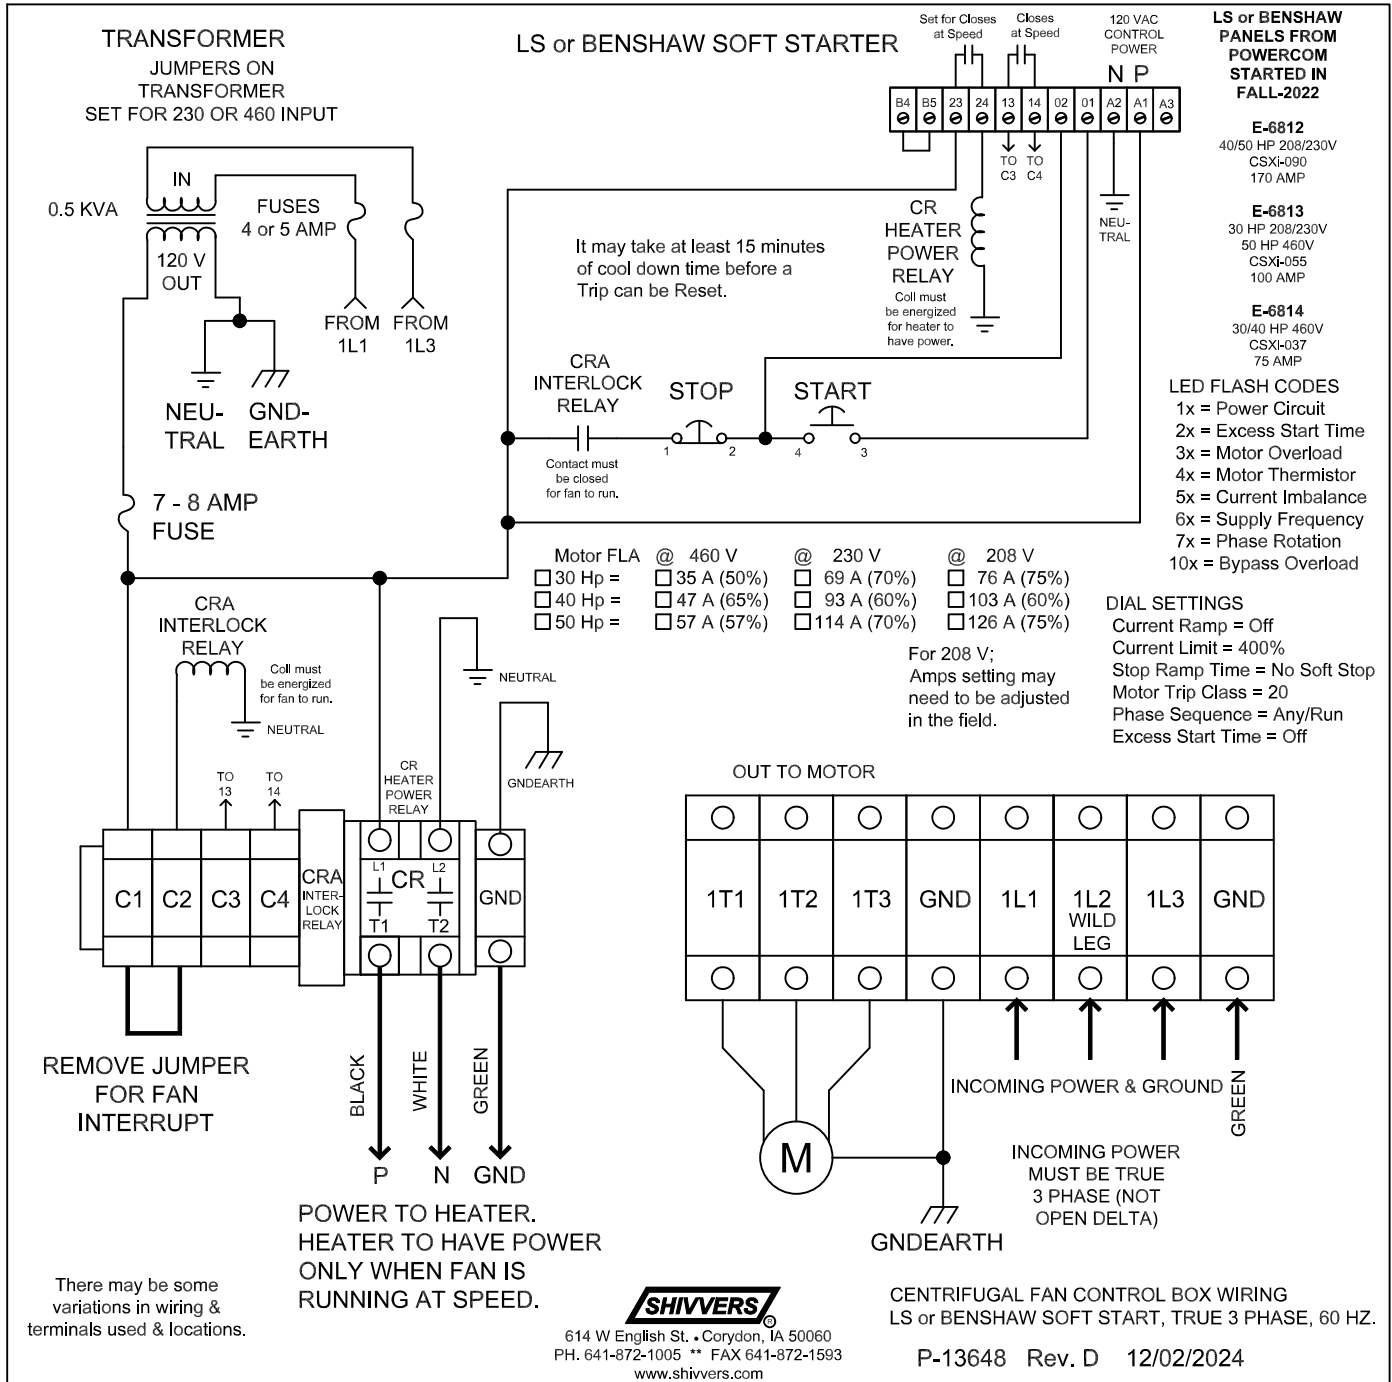 TRANSFORMER
JUMPERS ON
TRANSFORMER
SET FOR 230 OR 460 INPUT
LS or BENSHAW SOFT STARTER
Set for Closes
at Speed
Closes
at Speed
120 VAC
CONTROL
POWER
N P
B4 B5 23 24 13 14 02 01 A2 A1 A3
TO
C3
TO
C4
NEU-
TRAL
LS or BENSHAW
PANELS FROM
POWERCOM
STARTED IN
FALL-2022
E-6812
40/50 HP 208/230V
CSXi-090
170 AMP
E-6813
30 HP 208/230V
50 HP 460V
CSXi-055
100 AMP
E-6814
30/40 HP 460V
CSXi-037
75 AMP
IN
0.5 KVA
FUSES
4 or 5 AMP
120 V
OUT
FROM
1L1
FROM
1L3
NEU-
TRAL
GND-
EARTH
7 - 8 AMP
FUSE
It may take at least 15 minutes
of cool down time before a
Trip can be Reset.
CR
HEATER
POWER
RELAY
Coll must
be energized
for heater to
have power.
CRA
INTERLOCK
RELAY
Contact must
be closed
for fan to run.
STOP
1 2
START
4 3
LED FLASH CODES
1x = Power Circuit
2x = Excess Start Time
3x = Motor Overload
4x = Motor Thermistor
5x = Current Imbalance
6x = Supply Frequency
7x = Phase Rotation
10x = Bypass Overload
Motor FLA @ 460 V @ 230 V @ 208 V
30 Hp = 35 A (50%) 69 A (70%) 76 A (75%)
40 Hp = 47 A (65%) 93 A (60%) 103 A (60%)
50 Hp = 57 A (57%) 114 A (70%) 126 A (75%)
For 208 V;
Amps setting may
need to be adjusted
in the field.
DIAL SETTINGS
Current Ramp = Off
Current Limit = 400%
Stop Ramp Time = No Soft Stop
Motor Trip Class = 20
Phase Sequence = Any/Run
Excess Start Time = Off
CRA
INTERLOCK
RELAY
Coll must
be energized
for fan to run.
NEUTRAL
NEUTRAL
GNDEARTH
TO
13
TO
14
CR
HEATER
POWER
RELAY
C1 C2 C3 C4
CRA
INTER-
LOCK
RELAY
L1 L2
CR
T1 T2
GND
REMOVE JUMPER
FOR FAN
INTERRUPT
BLACK
WHITE
GREEN
P N GND
POWER TO HEATER.
HEATER TO HAVE POWER
ONLY WHEN FAN IS
RUNNING AT SPEED.
OUT TO MOTOR
1T1 1T2 1T3 GND 1L1 1L2 1L3 GND
WILD
LEG
INCOMING POWER & GROUND
GREEN
M
GNDEARTH
INCOMING POWER
MUST BE TRUE
3 PHASE (NOT
OPEN DELTA)
There may be some
variations in wiring &
terminals used & locations.
SHIVVERS ®
614 W English St. • Corydon, IA 50060
PH. 641-872-1005 ** FAX 641-872-1593
www.shivvers.com
CENTRIFUGAL FAN CONTROL BOX WIRING
LS or BENSHAW SOFT START, TRUE 3 PHASE, 60 HZ.
P-13648 Rev. D 12/02/2024